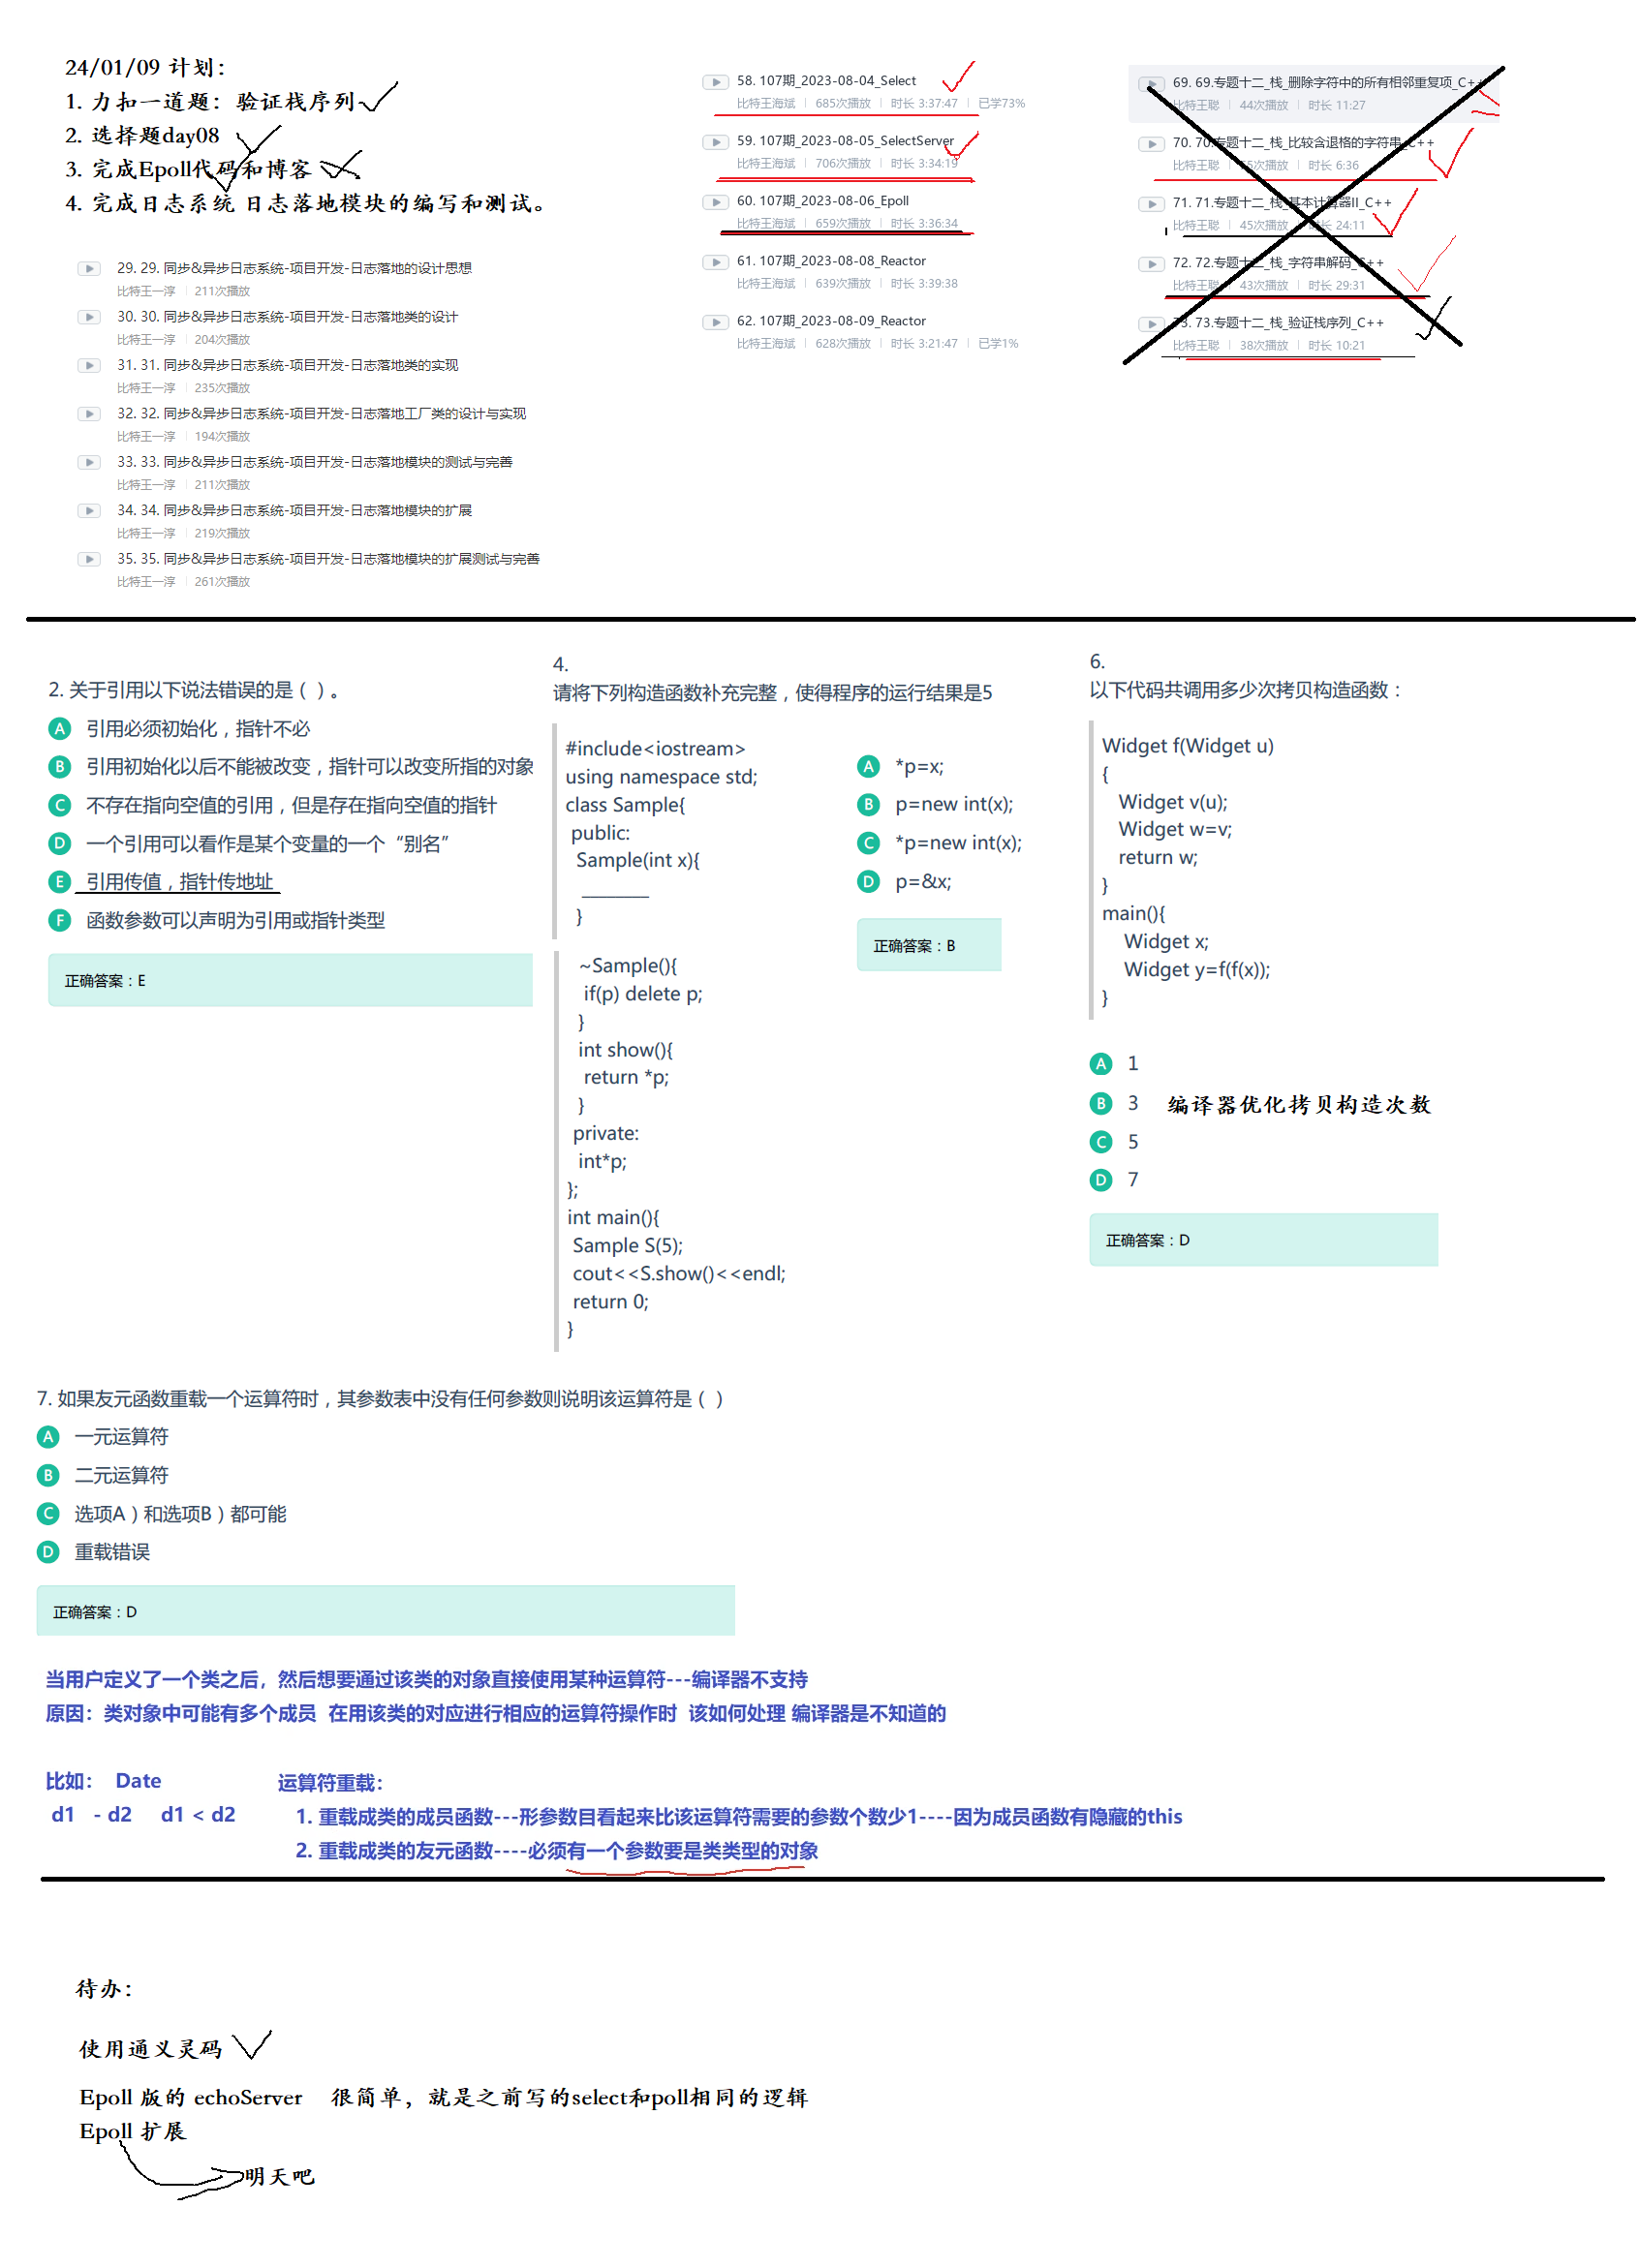 24/01/09 计划：
1. 力扣一道题：验证栈序列
2. 选择题day08
3. 完成Epoll代码和博客
4. 完成日志系统 日志落地模块的编写和测试。
29. 29. 同步&异步日志系统-项目开发-日志落地的设计思想
比特王一淳 | 211次播放
30. 30. 同步&异步日志系统-项目开发-日志落地类的设计
比特王一淳 | 204次播放
31. 31. 同步&异步日志系统-项目开发-日志落地类的实现
比特王一淳 | 235次播放
32. 32. 同步&异步日志系统-项目开发-日志落地工厂类的设计与实现
比特王一淳 | 194次播放
33. 33. 同步&异步日志系统-项目开发-日志落地模块的测试与完善
比特王一淳 | 211次播放
34. 34. 同步&异步日志系统-项目开发-日志落地模块的扩展
比特王一淳 | 219次播放
35. 35. 同步&异步日志系统-项目开发-日志落地模块的扩展测试与完善
比特王一淳 | 261次播放
58. 107期_2023-08-04_Select
比特王海斌 | 685次播放 | 时长 3:37:47 | 已学73%
59. 107期_2023-08-05_SelectServer
比特王海斌 | 706次播放 | 时长 3:34:19
60. 107期_2023-08-06_Epoll
比特王海斌 | 659次播放 | 时长 3:36:34
61. 107期_2023-08-08_Reactor
比特王海斌 | 639次播放 | 时长 3:39:38
62. 107期_2023-08-09_Reactor
比特王海斌 | 628次播放 | 时长 3:21:47 | 已学1%
69. 69.专题十二_栈_删除字符中的所有相邻重复项_C++
比特王聪 | 44次播放 | 时长 11:27
70. 70.专题十二_栈_比较含退格的字符串_C++
比特王聪 | 55次播放 | 时长 6:36
71. 71.专题十二_栈_基本计算器II_C++
比特王聪 | 45次播放 | 时长 24:11
72. 72.专题十二_栈_字符串解码_C++
比特王聪 | 43次播放 | 时长 29:31
73. 73.专题十二_栈_验证栈序列_C++
比特王聪 | 38次播放 | 时长 10:21
2. 关于引用以下说法错误的是（ ）。
A 引用必须初始化，指针不必
B 引用初始化以后不能被改变，指针可以改变所指的对象
C 不存在指向空值的引用，但是存在指向空值的指针
D 一个引用可以看作是某个变量的一个“别名”
E 引用传值，指针传地址
F 函数参数可以声明为引用或指针类型
正确答案：E
4.
请将下列构造函数补充完整，使得程序的运行结果是5
#include<iostream>
using namespace std;
class Sample{
public:
Sample(int x){
________
}
~Sample(){
if(p) delete p;
}
int show(){
return *p;
}
private:
int*p;
};
int main(){
Sample S(5);
cout<<S.show()<<endl;
return 0;
}
A *p=x;
B p=new int(x);
C *p=new int(x);
D p=&x;
正确答案：B
6.
以下代码共调用多少次拷贝构造函数：
Widget f(Widget u)
{
Widget v(u);
Widget w=v;
return w;
}
main(){
Widget x;
Widget y=f(f(x));
}
A 1
B 3 编译器优化拷贝构造次数
C 5
D 7
正确答案：D
7. 如果友元函数重载一个运算符时，其参数表中没有任何参数则说明该运算符是（ ）
A 一元运算符
B 二元运算符
C 选项A）和选项B）都可能
D 重载错误
正确答案：D
当用户定义了一个类之后，然后想要通过该类的对象直接使用某种运算符---编译器不支持
原因：类对象中可能有多个成员 在用该类的对应进行相应的运算符操作时 该如何处理 编译器是不知道的
比如： Date
d1 - d2 d1 < d2
运算符重载：
1. 重载成类的成员函数---形参数目看起来比该运算符需要的参数个数少1----因为成员函数有隐藏的this
2. 重载成类的友元函数----必须有一个参数要是类类型的对象
待办：
使用通义灵码
Epoll 版的 echoServer 很简单，就是之前写的select和poll相同的逻辑
Epoll 扩展
明天吧